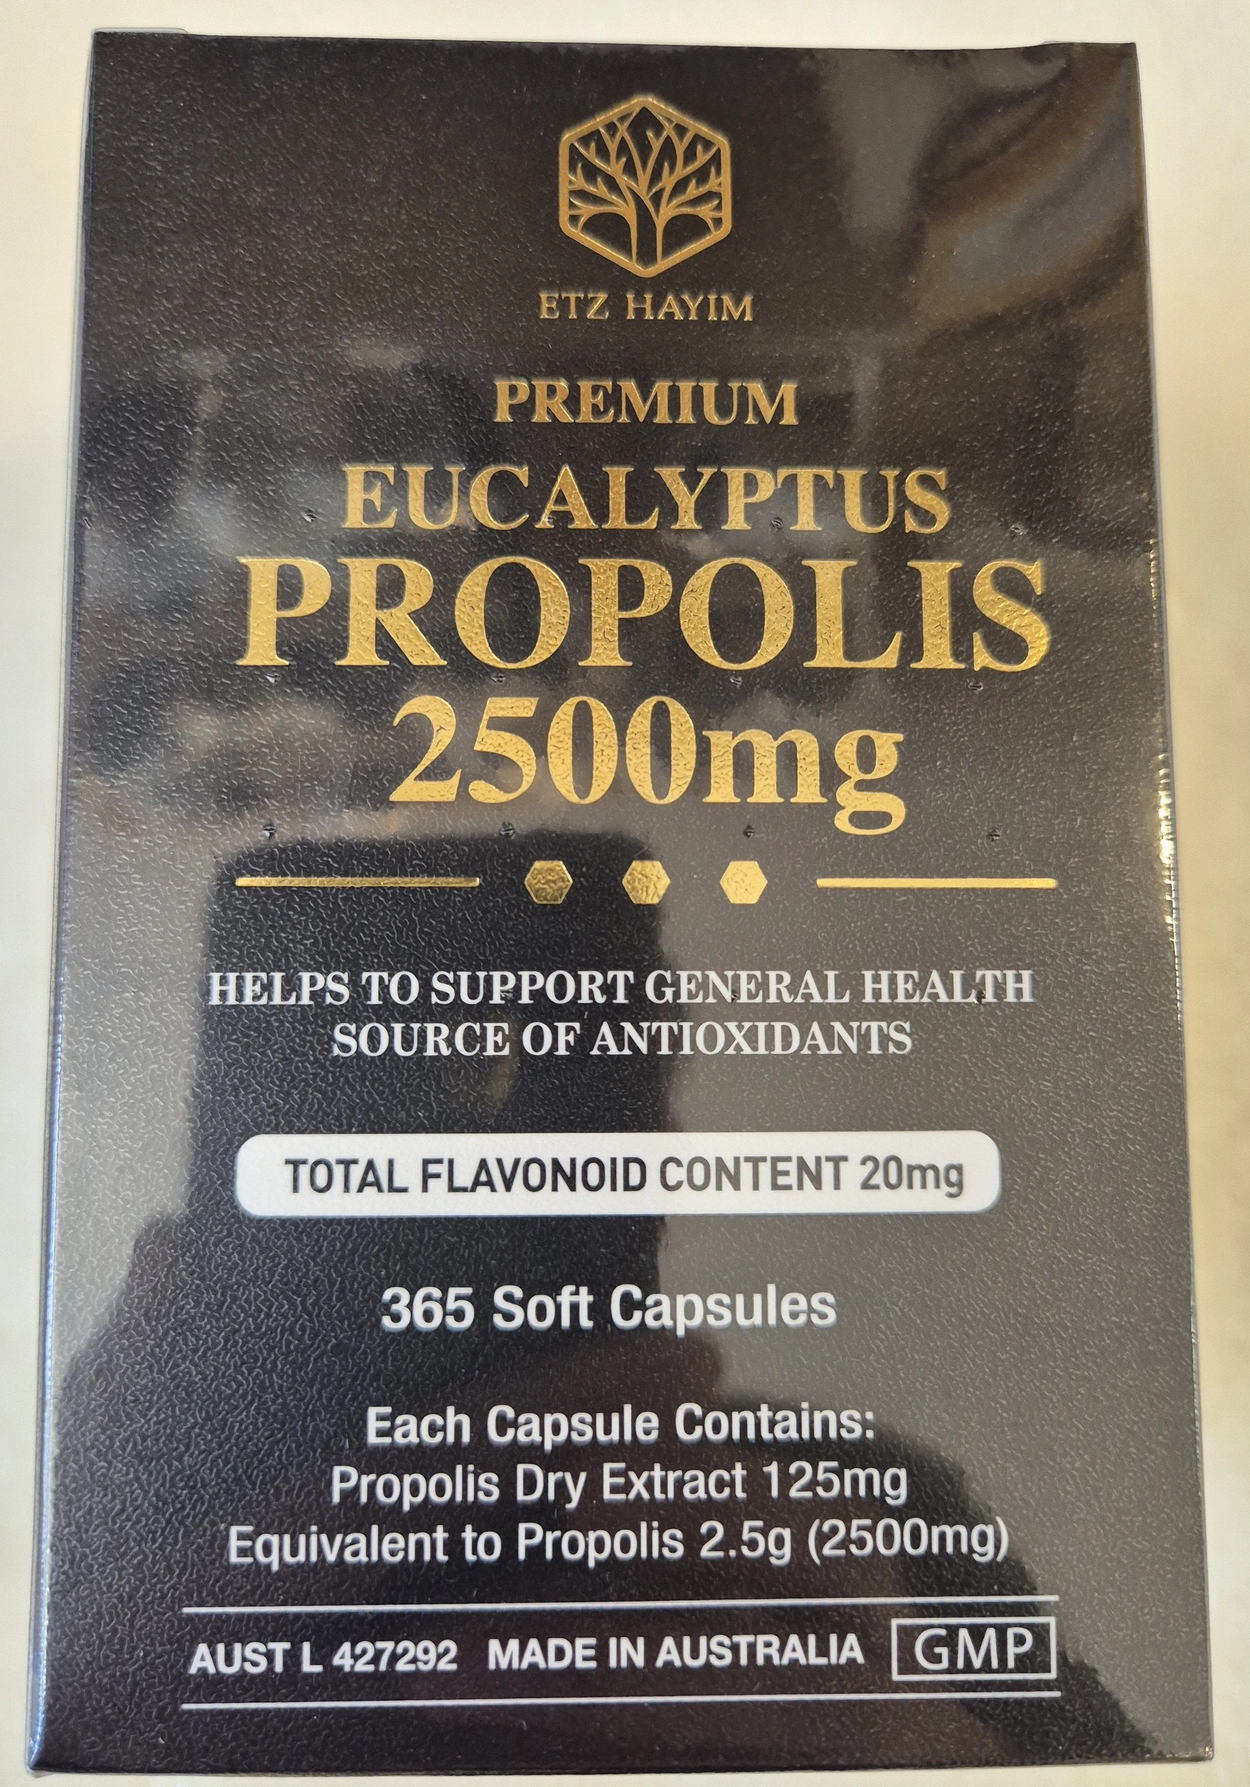 ETZ HAYIM
PREMIUM
EUCALYPTUS
PROPOLIS
2500mg
HELPS TO SUPPORT GENERAL HEALTH
SOURCE OF ANTIOXIDANTS
TOTAL FLAVONOID CONTENT 20mg
365 Soft Capsules
Each Capsule Contains:
Propolis Dry Extract 125mg
Equivalent to Propolis 2.5g (2500mg)
AUST L 427292 MADE IN AUSTRALIA GMP